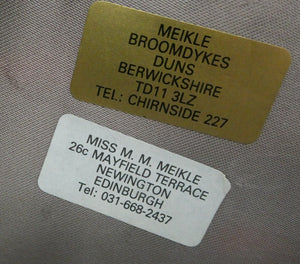 MEIKLE
BROOMDYKES
DUNS
BERWICKSHIRE
TD11 3LZ
TEL: CHIRNSIDE 227
MISS M. M. MEIKLE
26c MAYFIELD TERRACE
NEWINGTON
EDINBURGH
Tel: 031-668-2437